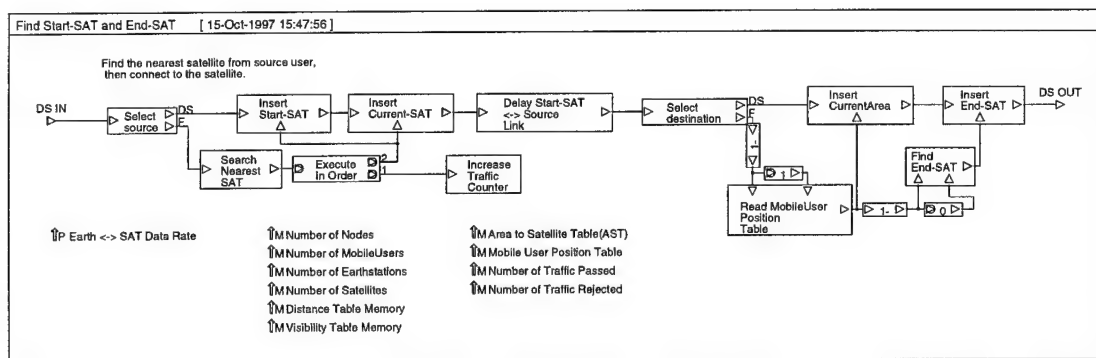 Find Start-SAT and End-SAT [ 15-Oct-1997 15:47:56 ]
Find the nearest satellite from source user,
then connect to the satellite.
DS IN
Select
source
DS
F
Insert
Start-SAT
Insert
Current-SAT
Delay Start-SAT
<-> Source
Link
Select
destination
DS
F
Insert
CurrentArea
Insert
End-SAT
DS OUT
Search
Nearest
SAT
Execute
in Order
2
1
Increase
Traffic
Counter
1-
1
Read MobileUser
Position
Table
1-
0
Find
End-SAT
⇑P Earth <-> SAT Data Rate
⇑M Number of Nodes
⇑M Number of MobileUsers
⇑M Number of Earthstations
⇑M Number of Satellites
⇑M Distance Table Memory
⇑M Visibility Table Memory
⇑M Area to Satellite Table(AST)
⇑M Mobile User Position Table
⇑M Number of Traffic Passed
⇑M Number of Traffic Rejected